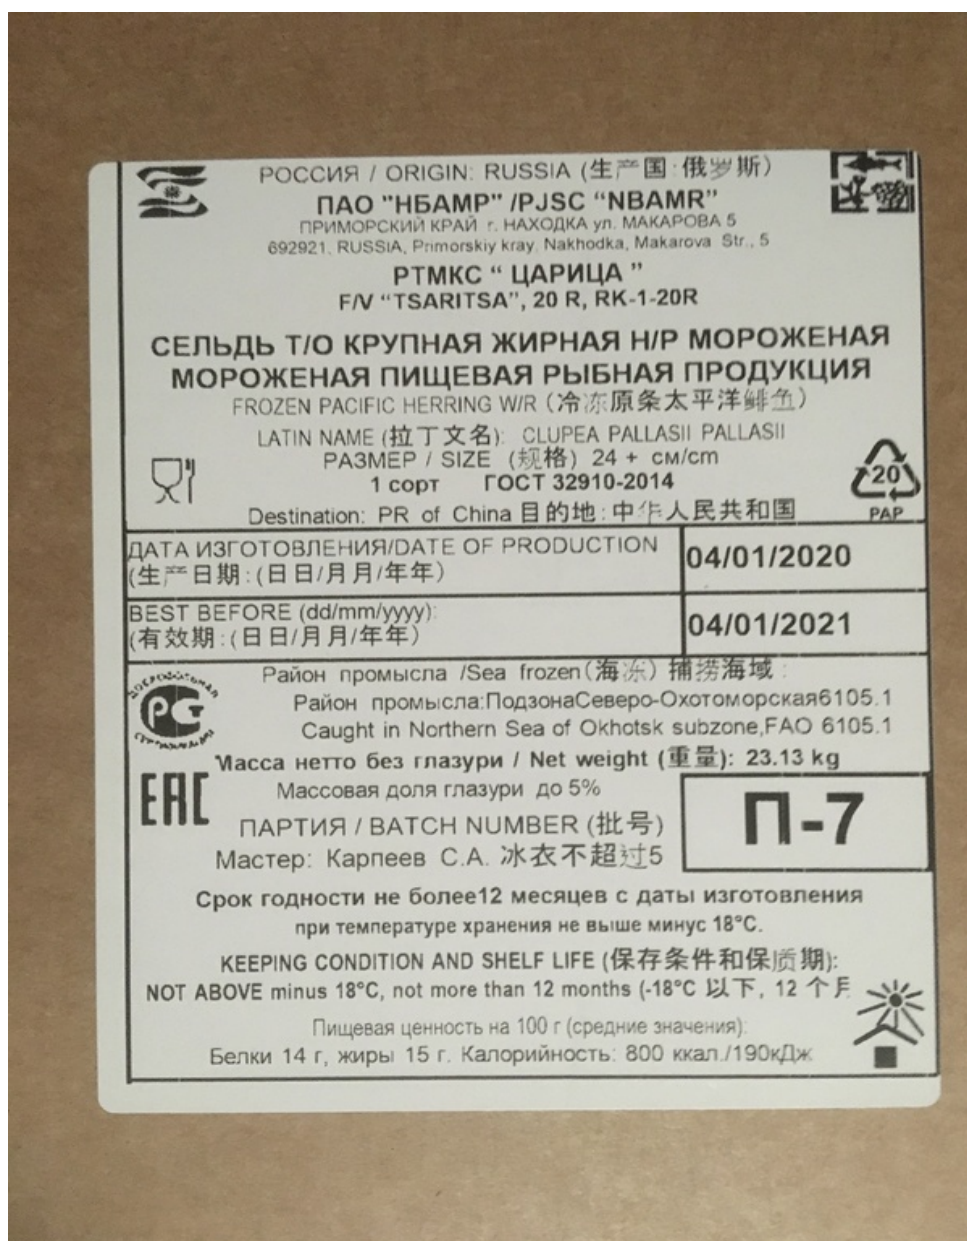 РОССИЯ / ORIGIN: RUSSIA (生产国:俄罗斯)
ПАО "НБАМР" /PJSC “NBAMR”
ПРИМОРСКИЙ КРАЙ г. НАХОДКА ул. МАКАРОВА 5
692921, RUSSIA, Primorskiy kray, Nakhodka, Makarova Str., 5
РТМКС “ ЦАРИЦА ”
F/V “TSARITSA”, 20 R, RK-1-20R
СЕЛЬДЬ Т/О КРУПНАЯ ЖИРНАЯ Н/Р МОРОЖЕНАЯ
МОРОЖЕНАЯ ПИЩЕВАЯ РЫБНАЯ ПРОДУКЦИЯ
FROZEN PACIFIC HERRING W/R (冷冻原条太平洋鲱鱼)
LATIN NAME (拉丁文名): CLUPEA PALLASII PALLASII
РАЗМЕР / SIZE (规格) 24 + см/cm
1 сорт ГОСТ 32910-2014
20
PAP
Destination: PR of China 目的地:中华人民共和国
ДАТА ИЗГОТОВЛЕНИЯ/DATE OF PRODUCTION
(生产日期:(日日/月月/年年)
04/01/2020
BEST BEFORE (dd/mm/yyyy):
(有效期:(日日/月月/年年)
04/01/2021
Район промысла /Sea frozen(海冻) 捕捞海域:
ДОБРОВОЛЬНАЯ
РСТ
СЕРТИФИКАЦИЯ
Район промысла:ПодзонаСеверо-Охотоморская6105.1
Caught in Northern Sea of Okhotsk subzone,FAO 6105.1
Масса нетто без глазури / Net weight (重量): 23.13 kg
EAC
Массовая доля глазури до 5%
ПАРТИЯ / BATCH NUMBER (批号)
П-7
Мастер: Карпеев С.А. 冰衣不超过5
Срок годности не более12 месяцев с даты изготовления
при температуре хранения не выше минус 18°C.
KEEPING CONDITION AND SHELF LIFE (保存条件和保质期):
NOT ABOVE minus 18°C, not more than 12 months (-18°C 以下, 12 个月
Пищевая ценность на 100 г (средние значения):
Белки 14 г, жиры 15 г. Калорийность: 800 ккал./190кДж